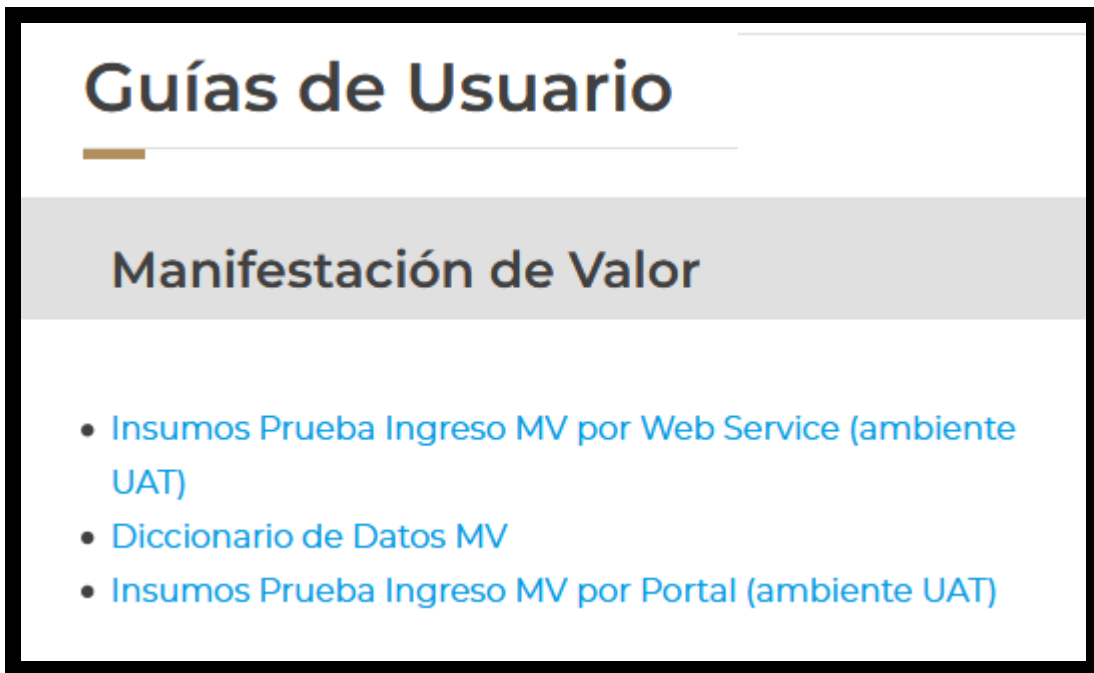 Guías de Usuario
Manifestación de Valor
• Insumos Prueba Ingreso MV por Web Service (ambiente
UAT)
• Diccionario de Datos MV
• Insumos Prueba Ingreso MV por Portal (ambiente UAT)